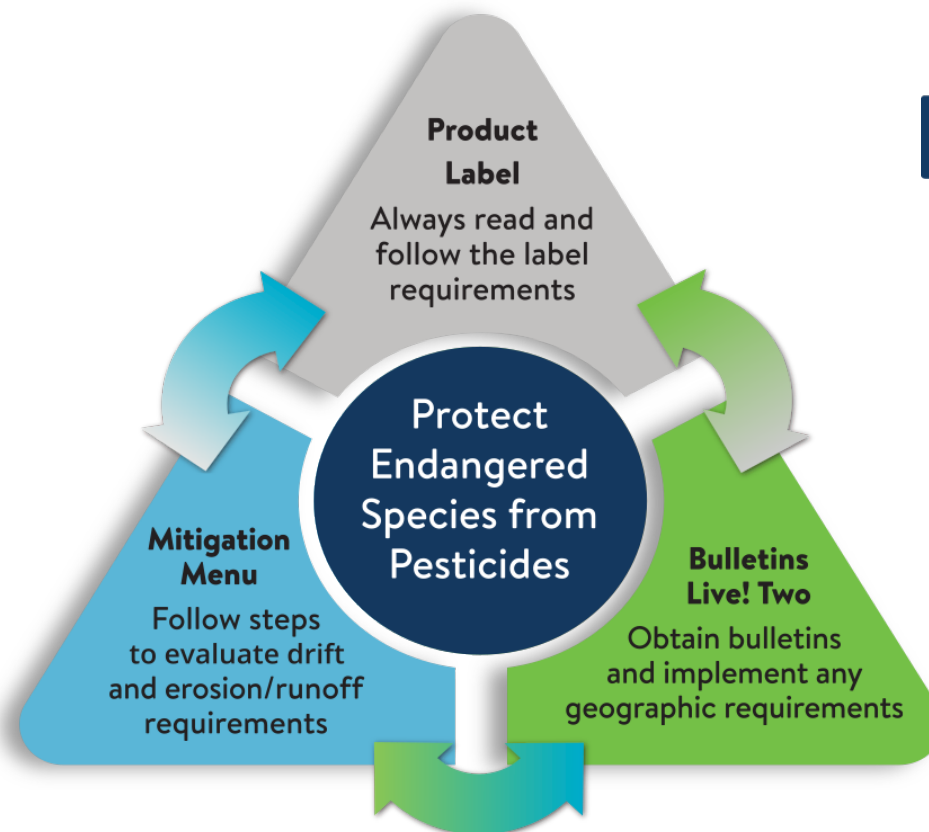 Product
Label
Always read and
follow the label
requirements
Protect
Endangered
Species from
Pesticides
Mitigation
Menu
Follow steps
to evaluate drift
and erosion/runoff
requirements
Bulletins
Live! Two
Obtain bulletins
and implement any
geographic requirements